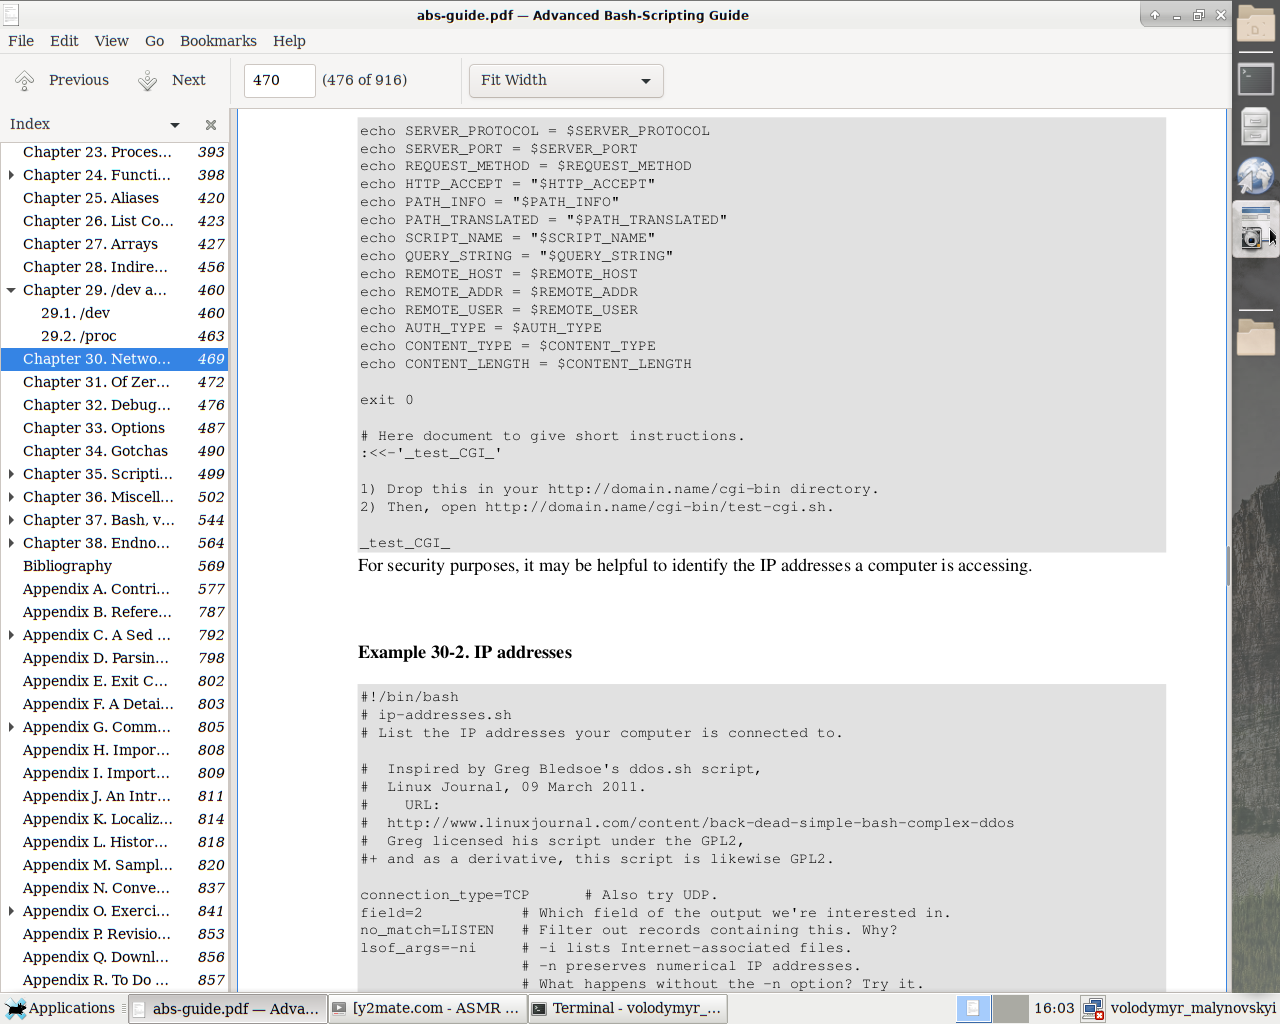 abs-guide.pdf — Advanced Bash-Scripting Guide
File Edit View Go Bookmarks Help
Previous Next 470 (476 of 916) Fit Width
Index
Chapter 23. Proces... 393
Chapter 24. Functi... 398
Chapter 25. Aliases 420
Chapter 26. List Co... 423
Chapter 27. Arrays 427
Chapter 28. Indire... 456
Chapter 29. /dev a... 460
29.1. /dev 460
29.2. /proc 463
Chapter 30. Netwo... 469
Chapter 31. Of Zer... 472
Chapter 32. Debug... 476
Chapter 33. Options 487
Chapter 34. Gotchas 490
Chapter 35. Scripti... 499
Chapter 36. Miscell... 502
Chapter 37. Bash, v... 544
Chapter 38. Endno... 564
Bibliography 569
Appendix A. Contri... 577
Appendix B. Refere... 787
Appendix C. A Sed ... 792
Appendix D. Parsin... 798
Appendix E. Exit C... 802
Appendix F. A Detai... 803
Appendix G. Comm... 805
Appendix H. Impor... 808
Appendix I. Import... 809
Appendix J. An Intr... 811
Appendix K. Localiz... 814
Appendix L. Histor... 818
Appendix M. Sampl... 820
Appendix N. Conve... 837
Appendix O. Exerci... 841
Appendix P. Revisio... 853
Appendix Q. Downl... 856
Appendix R. To Do ... 857
echo SERVER_PROTOCOL = $SERVER_PROTOCOL
echo SERVER_PORT = $SERVER_PORT
echo REQUEST_METHOD = $REQUEST_METHOD
echo HTTP_ACCEPT = "$HTTP_ACCEPT"
echo PATH_INFO = "$PATH_INFO"
echo PATH_TRANSLATED = "$PATH_TRANSLATED"
echo SCRIPT_NAME = "$SCRIPT_NAME"
echo QUERY_STRING = "$QUERY_STRING"
echo REMOTE_HOST = $REMOTE_HOST
echo REMOTE_ADDR = $REMOTE_ADDR
echo REMOTE_USER = $REMOTE_USER
echo AUTH_TYPE = $AUTH_TYPE
echo CONTENT_TYPE = $CONTENT_TYPE
echo CONTENT_LENGTH = $CONTENT_LENGTH
exit 0
# Here document to give short instructions.
:<<-'_test_CGI_'
1) Drop this in your http://domain.name/cgi-bin directory.
2) Then, open http://domain.name/cgi-bin/test-cgi.sh.
_test_CGI_
For security purposes, it may be helpful to identify the IP addresses a computer is accessing.
Example 30-2. IP addresses
#!/bin/bash
# ip-addresses.sh
# List the IP addresses your computer is connected to.
#  Inspired by Greg Bledsoe's ddos.sh script,
#  Linux Journal, 09 March 2011.
#    URL:
#  http://www.linuxjournal.com/content/back-dead-simple-bash-complex-ddos
#  Greg licensed his script under the GPL2,
#+ and as a derivative, this script is likewise GPL2.
connection_type=TCP      # Also try UDP.
field=2           # Which field of the output we're interested in.
no_match=LISTEN   # Filter out records containing this. Why?
lsof_args=-ni     # -i lists Internet-associated files.
# -n preserves numerical IP addresses.
# What happens without the -n option? Try it.
Applications abs-guide.pdf — Adva... [y2mate.com - ASMR ... Terminal - volodymyr_... 16:03 volodymyr_malynovskyi